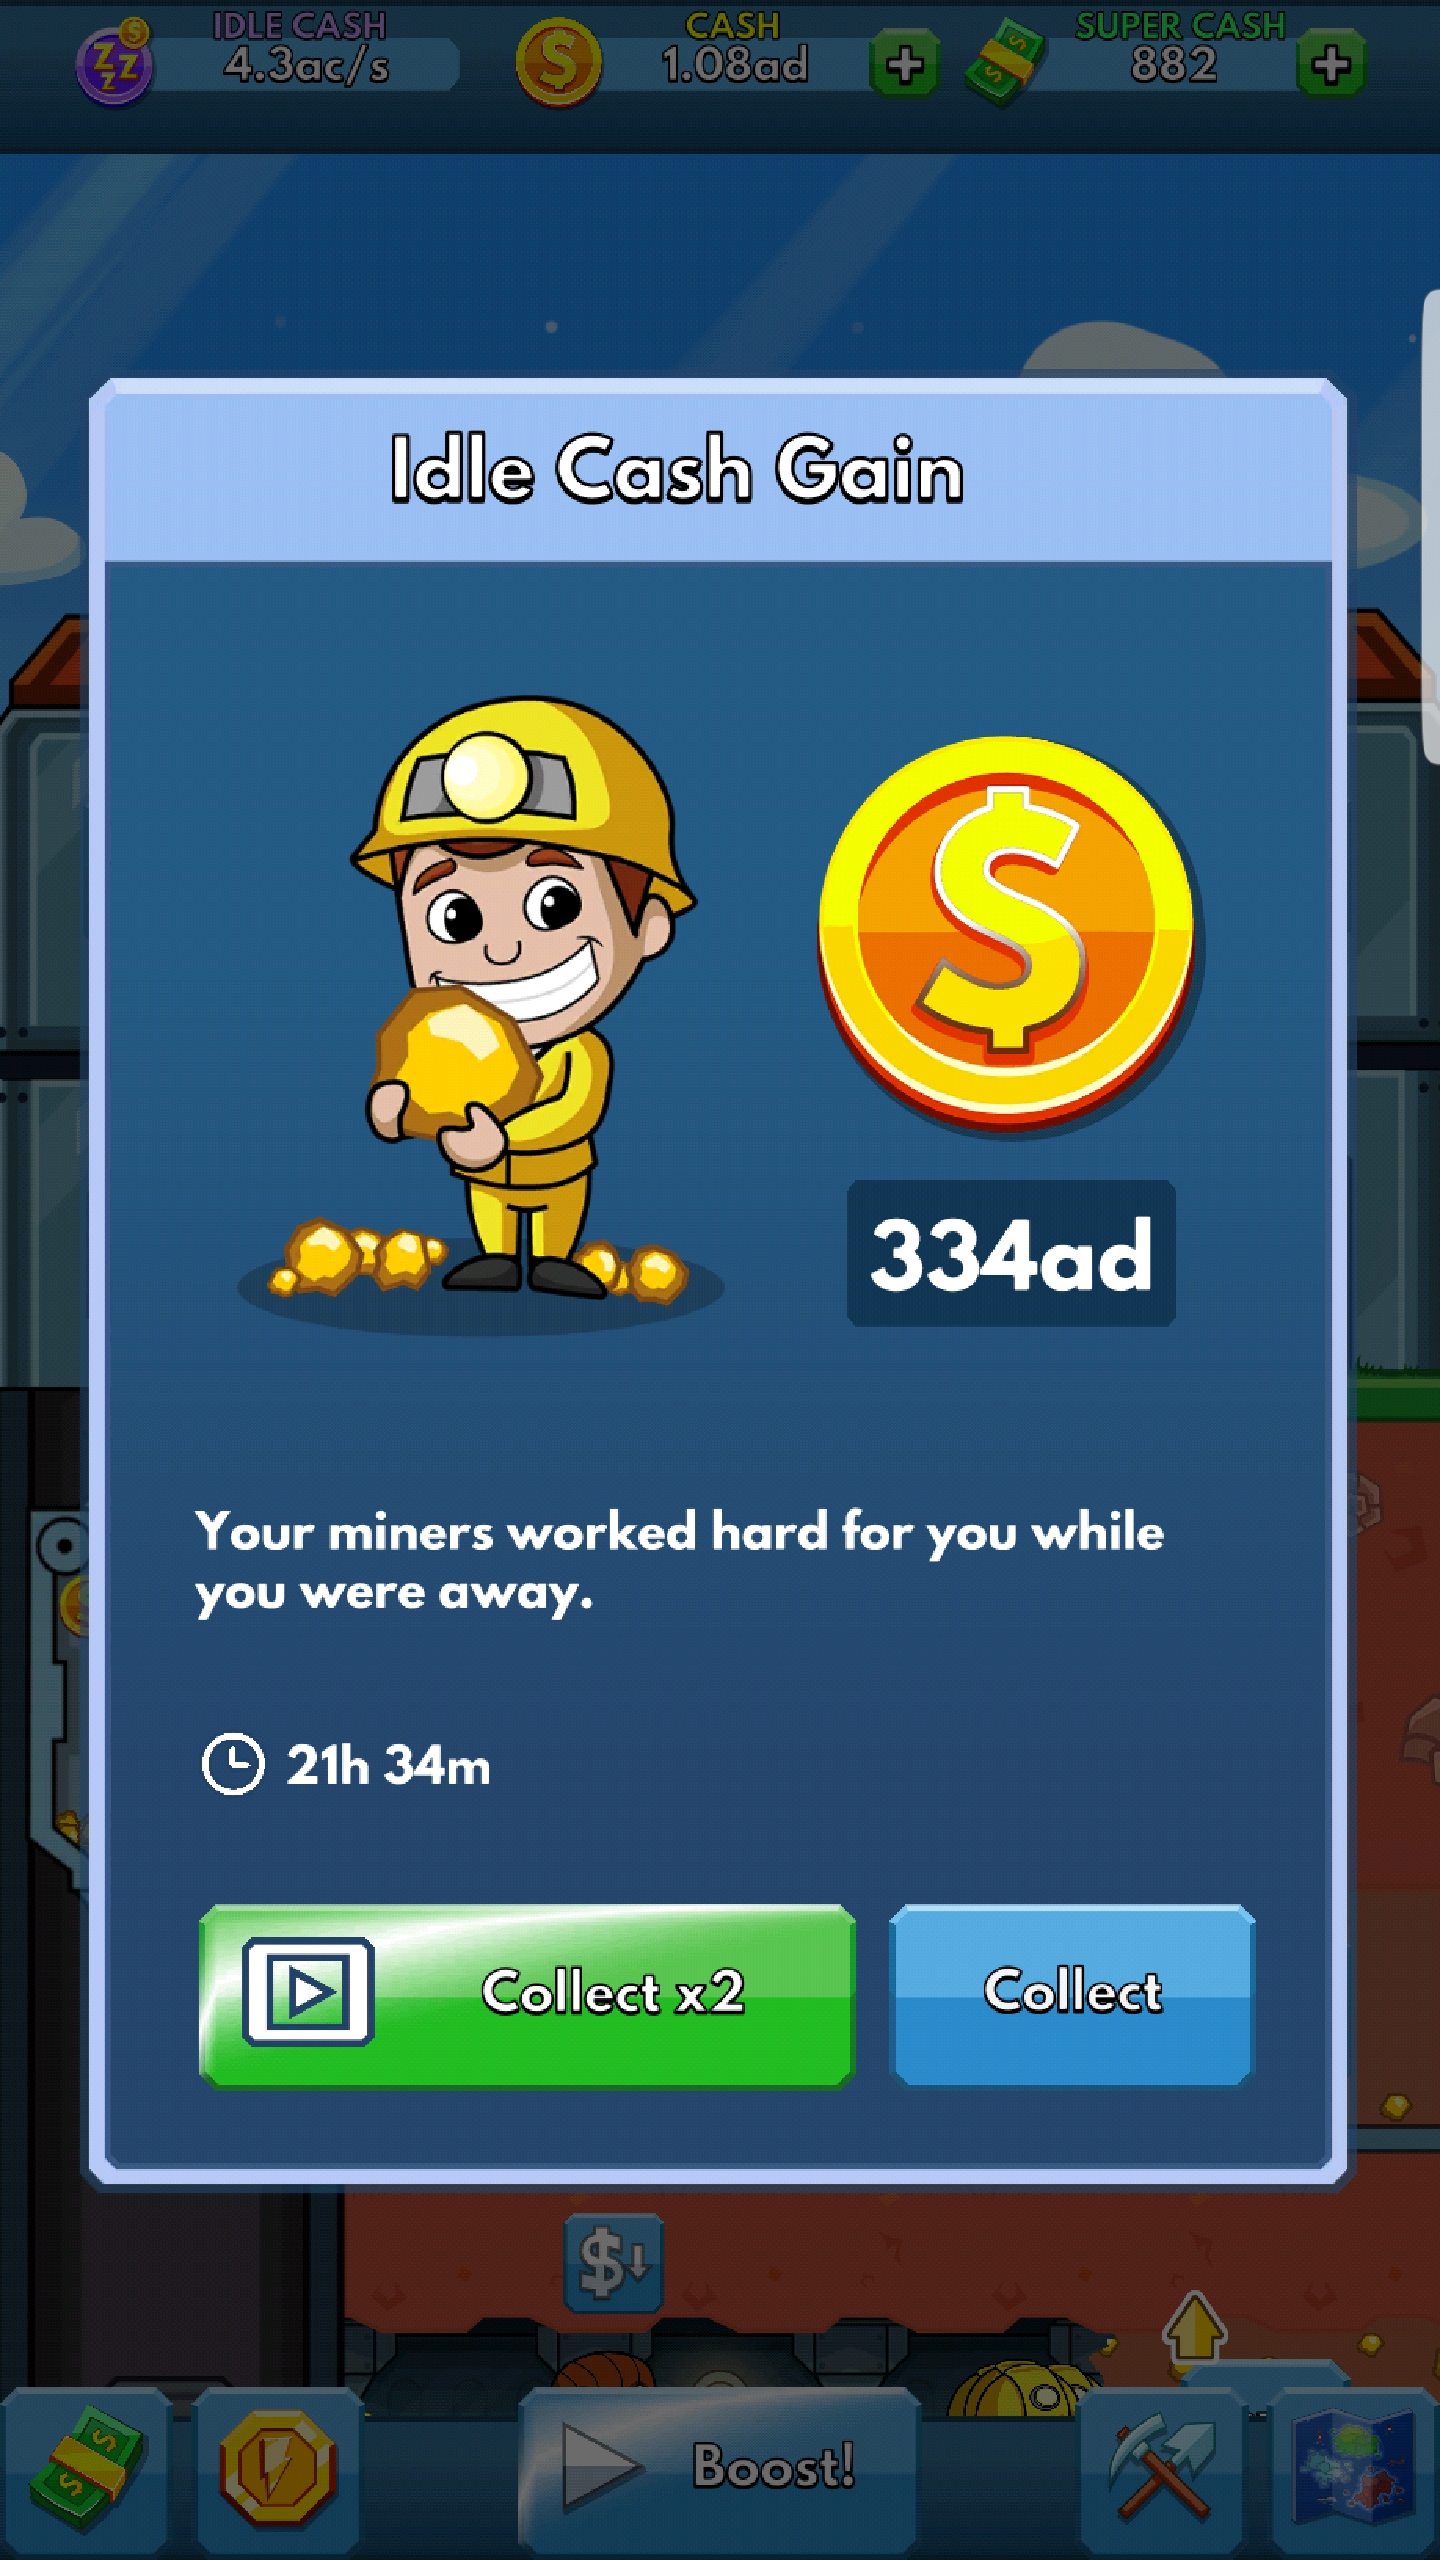 IDLE CASH
4.3ac/s
CASH
1.08ad
SUPER CASH
882
Idle Cash Gain
334ad
Your miners worked hard for you while
you were away.
21h 34m
Collect x2
Collect
Boost!